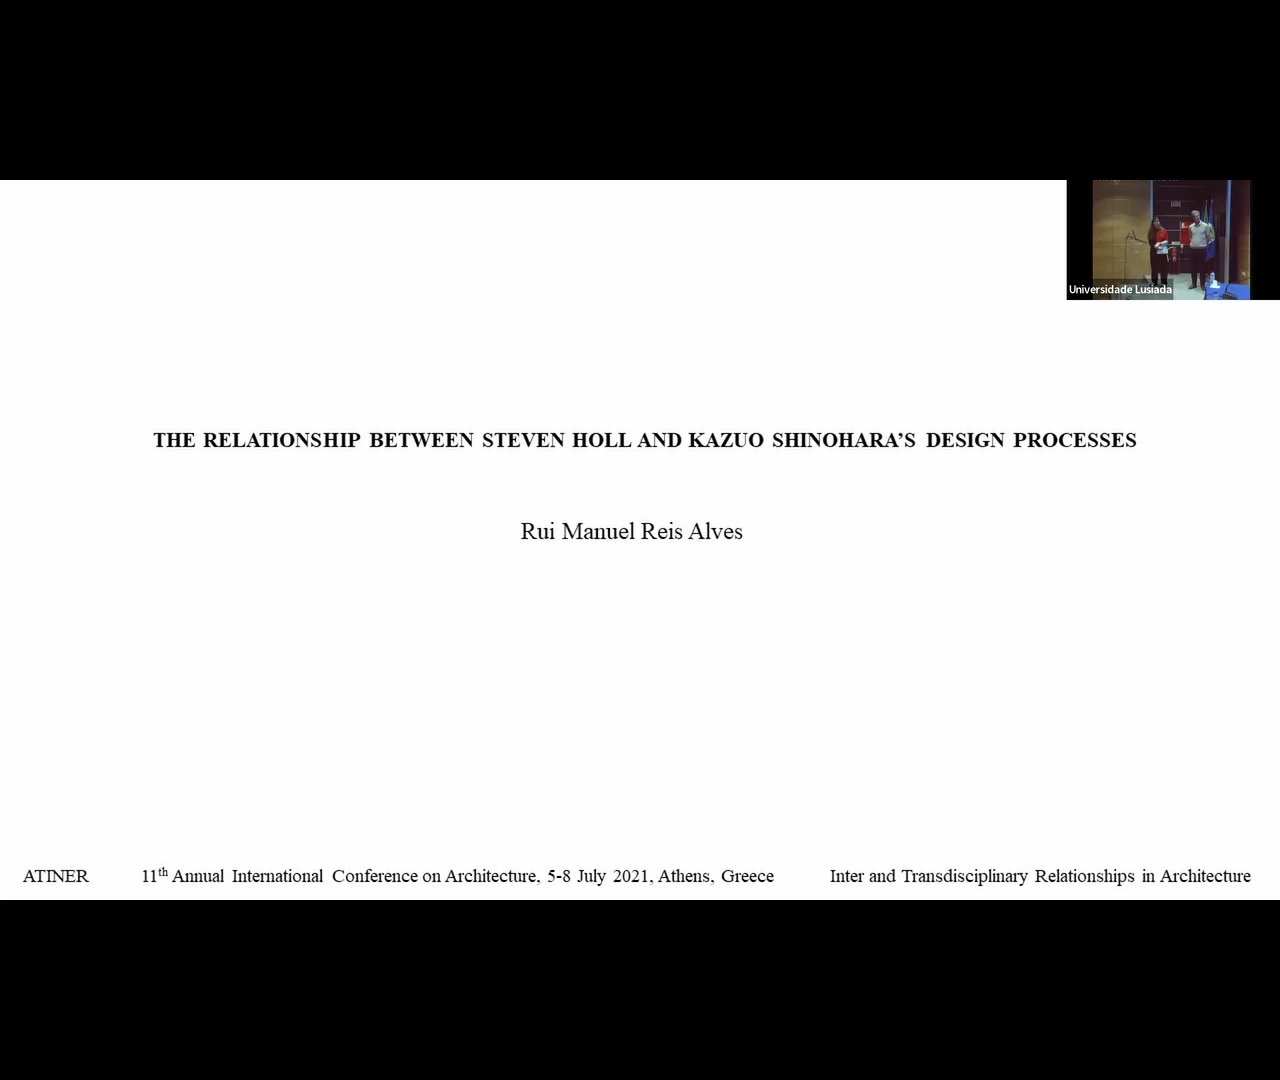 Universidade Lusíada
THE RELATIONSHIP BETWEEN STEVEN HOLL AND KAZUO SHINOHARA’S DESIGN PROCESSES
Rui Manuel Reis Alves
ATINER 11th Annual International Conference on Architecture, 5-8 July 2021, Athens, Greece Inter and Transdisciplinary Relationships in Architecture